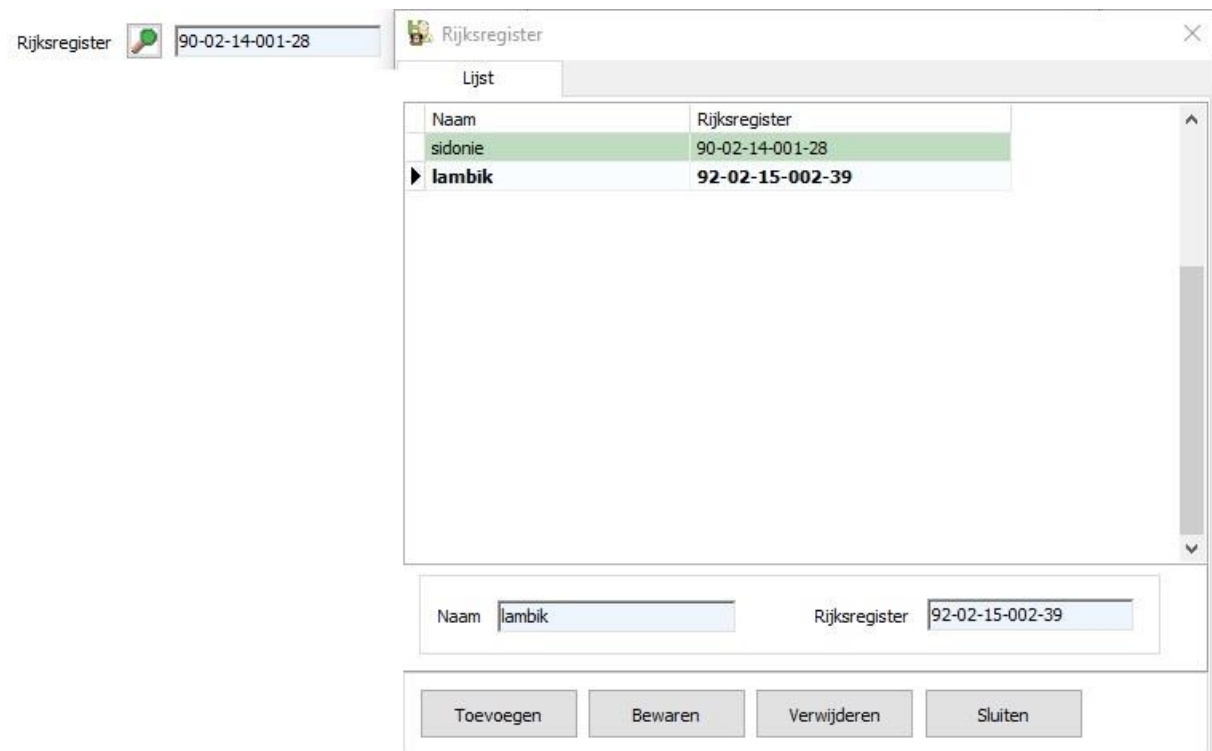 Rijksregister 90-02-14-001-28
Rijksregister
Lijst
Naam Rijksregister
sidonie 90-02-14-001-28
lambik 92-02-15-002-39
Naam lambik Rijksregister 92-02-15-002-39
Toevoegen Bewaren Verwijderen Sluiten